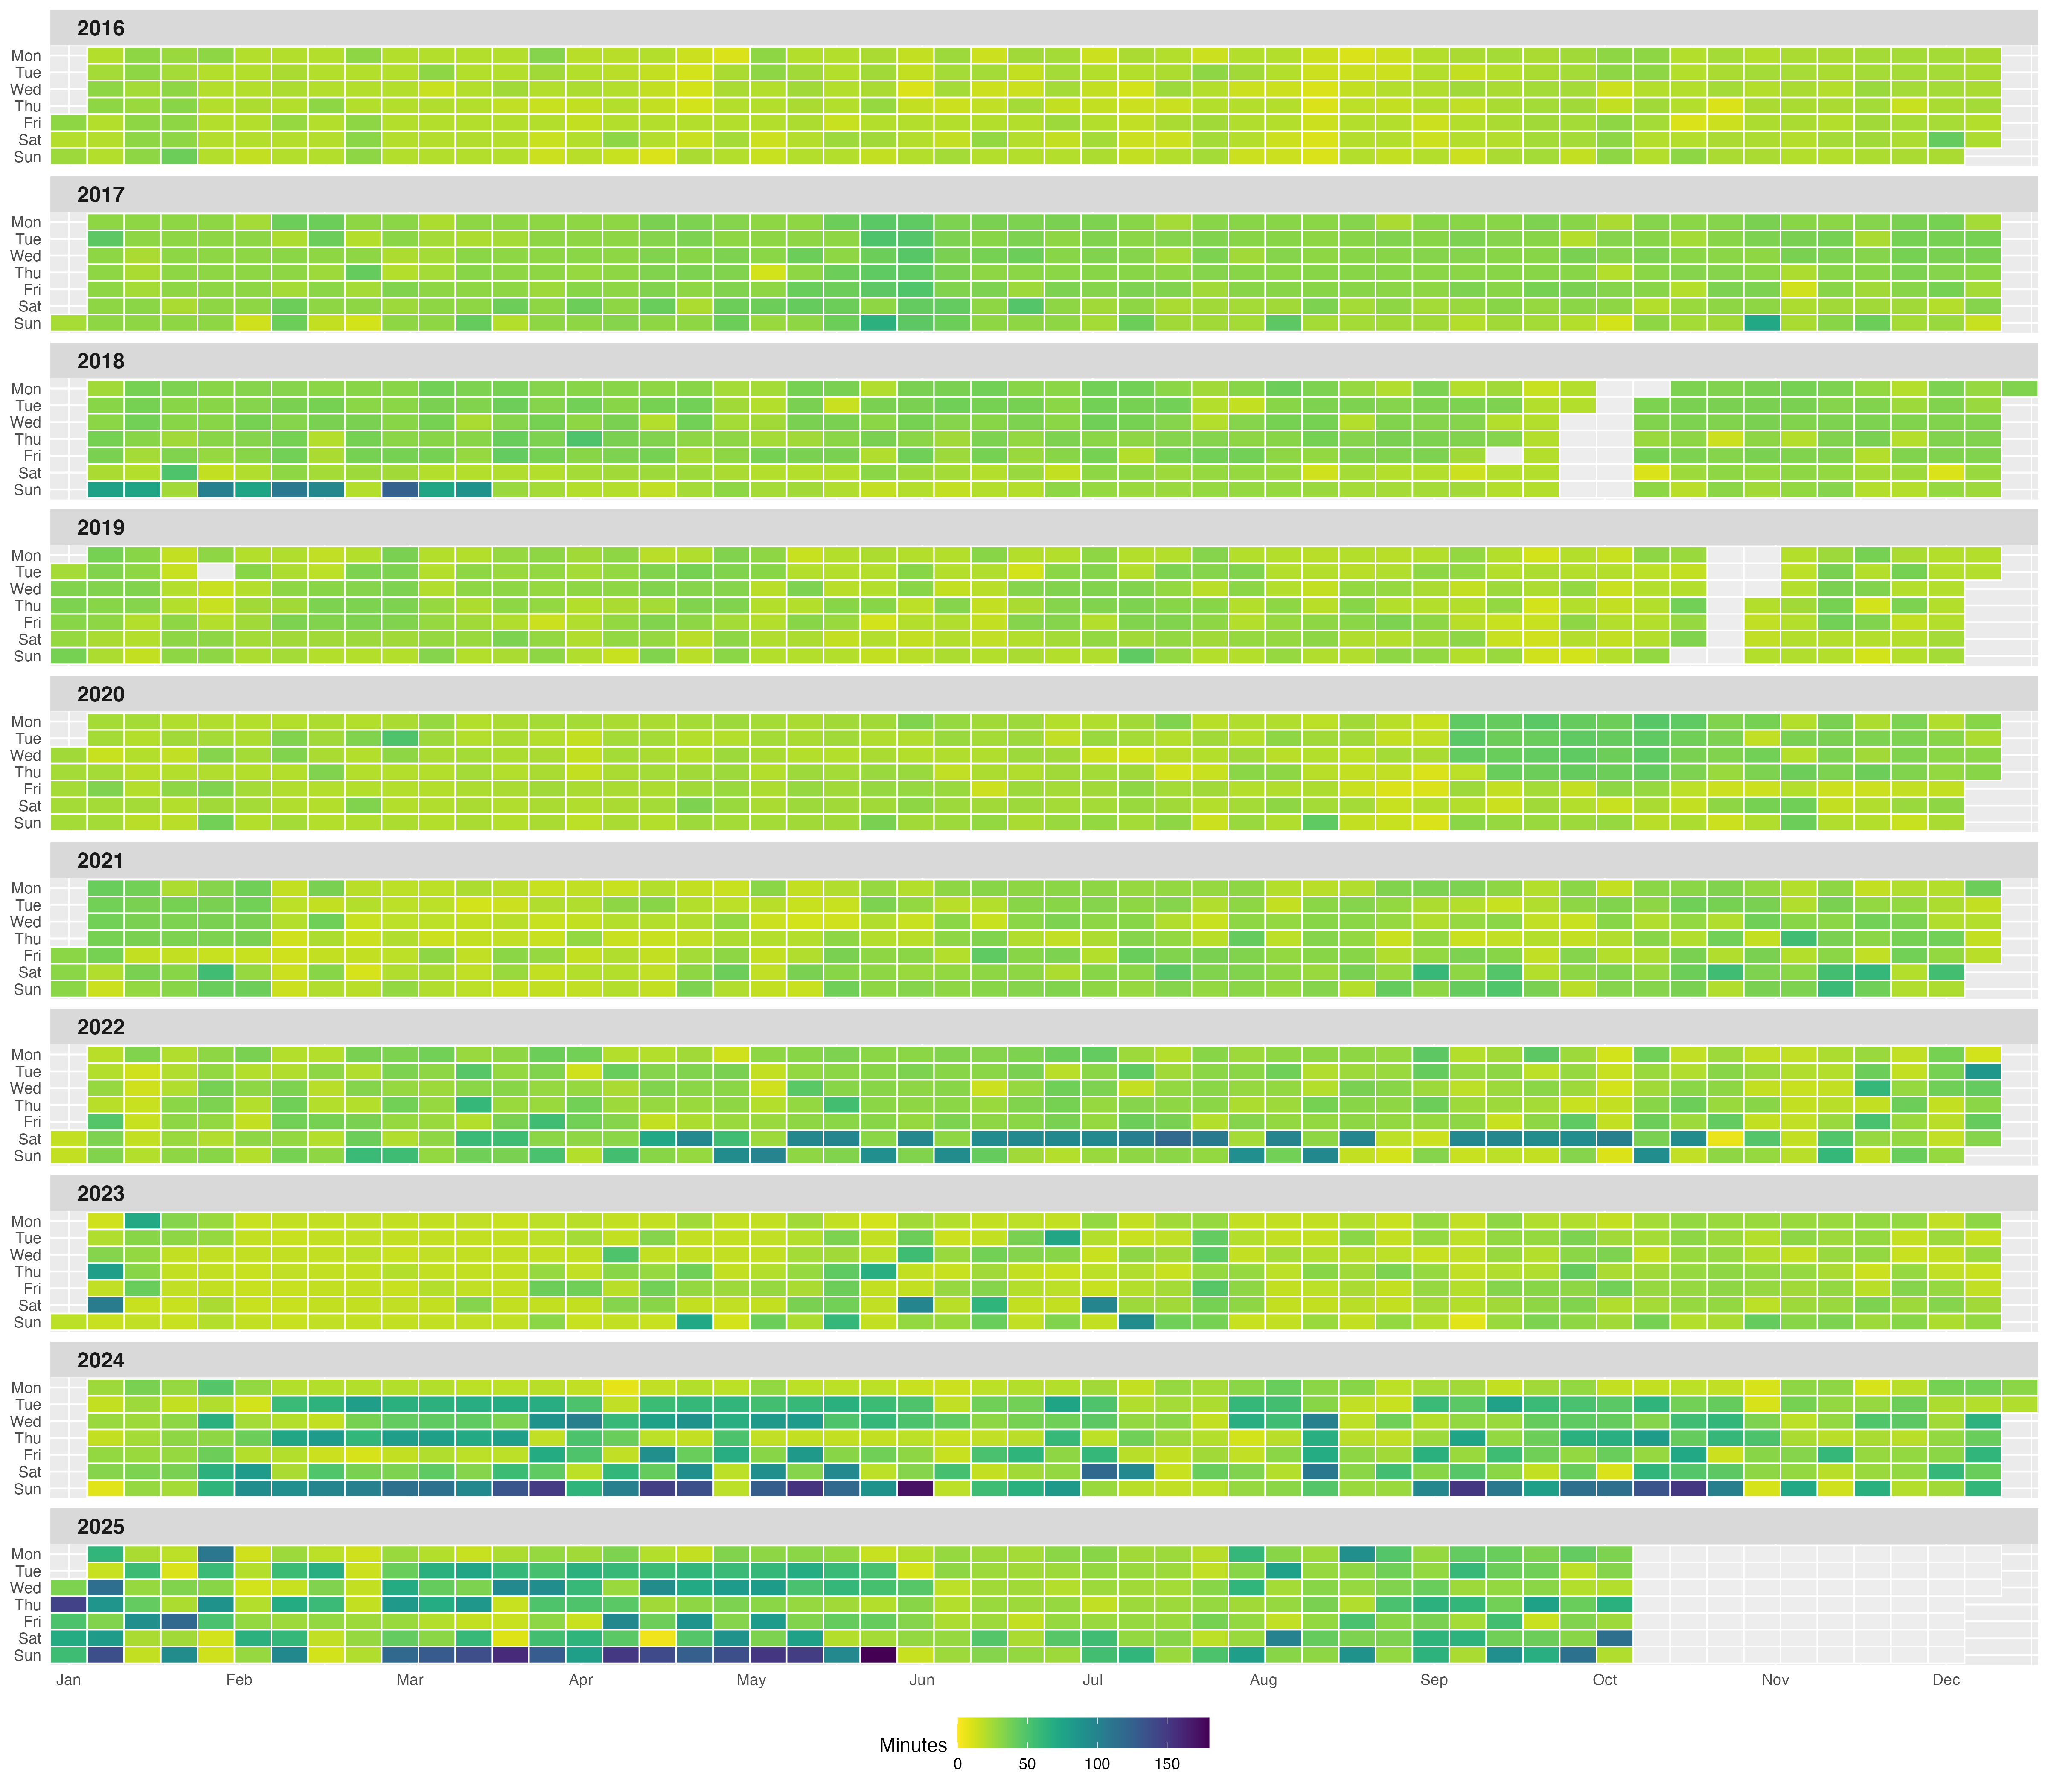 2016
Mon
Tue
Wed
Thu
Fri
Sat
Sun
2017
Mon
Tue
Wed
Thu
Fri
Sat
Sun
2018
Mon
Tue
Wed
Thu
Fri
Sat
Sun
2019
Mon
Tue
Wed
Thu
Fri
Sat
Sun
2020
Mon
Tue
Wed
Thu
Fri
Sat
Sun
2021
Mon
Tue
Wed
Thu
Fri
Sat
Sun
2022
Mon
Tue
Wed
Thu
Fri
Sat
Sun
2023
Mon
Tue
Wed
Thu
Fri
Sat
Sun
2024
Mon
Tue
Wed
Thu
Fri
Sat
Sun
2025
Mon
Tue
Wed
Thu
Fri
Sat
Sun
Jan Feb Mar Apr May Jun Jul Aug Sep Oct Nov Dec
Minutes
0 50 100 150